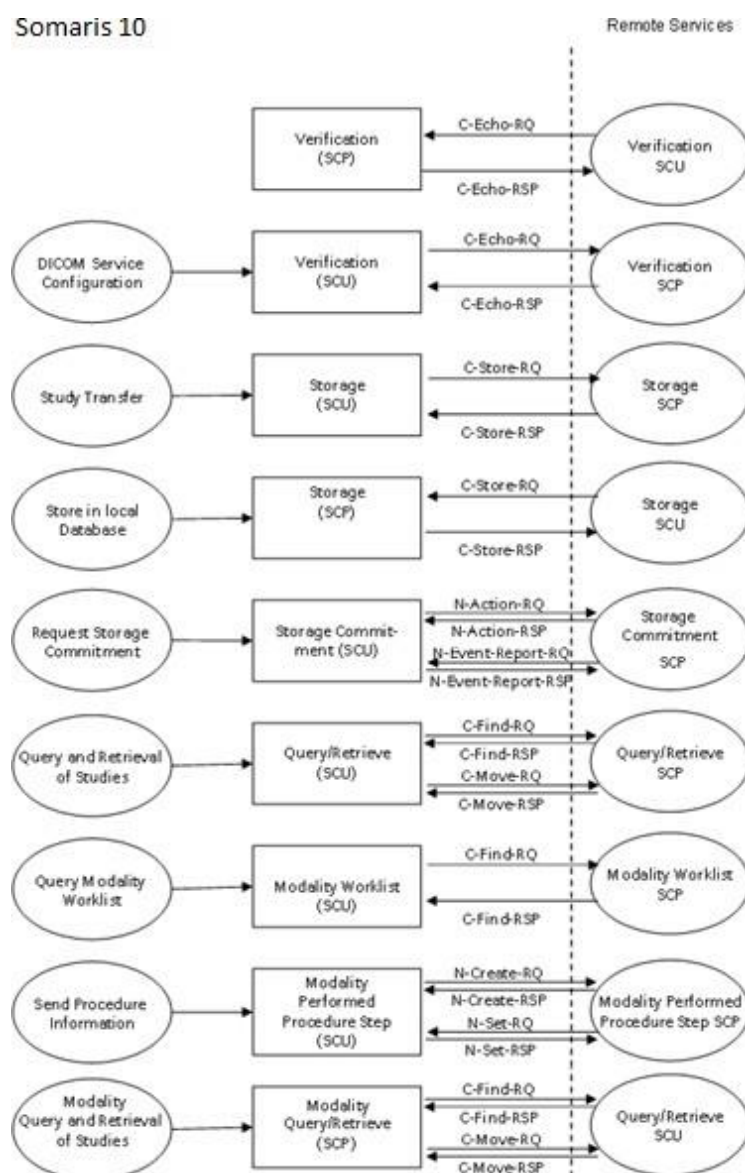 Somaris 10
Remote Services
Verification
(SCP)
C-Echo-RQ
C-Echo-RSP
Verification
SCU
DICOM Service
Configuration
Verification
(SCU)
C-Echo-RQ
C-Echo-RSP
Verification
SCP
Study Transfer
Storage
(SCU)
C-Store-RQ
C-Store-RSP
Storage
SCP
Store in local
Database
Storage
(SCP)
C-Store-RQ
C-Store-RSP
Storage
SCU
Request Storage
Commitment
Storage Commit-
ment (SCU)
N-Action-RQ
N-Action-RSP
N-Event-Report-RQ
N-Event-Report-RSP
Storage
Commitment
SCP
Query and Retrieval
of Studies
Query/Retrieve
(SCU)
C-Find-RQ
C-Find-RSP
C-Move-RQ
C-Move-RSP
Query/Retrieve
SCP
Query Modality
Worklist
Modality Worklist
(SCU)
C-Find-RQ
C-Find-RSP
Modality Worklist
SCP
Send Procedure
Information
Modality
Performed
Procedure Step
(SCU)
N-Create-RQ
N-Create-RSP
N-Set-RQ
N-Set-RSP
Modality Performed
Procedure Step SCP
Modality
Query and Retrieval
of Studies
Modality
Query/Retrieve
(SCP)
C-Find-RQ
C-Find-RSP
C-Move-RQ
C-Move-RSP
Query/Retrieve
SCU